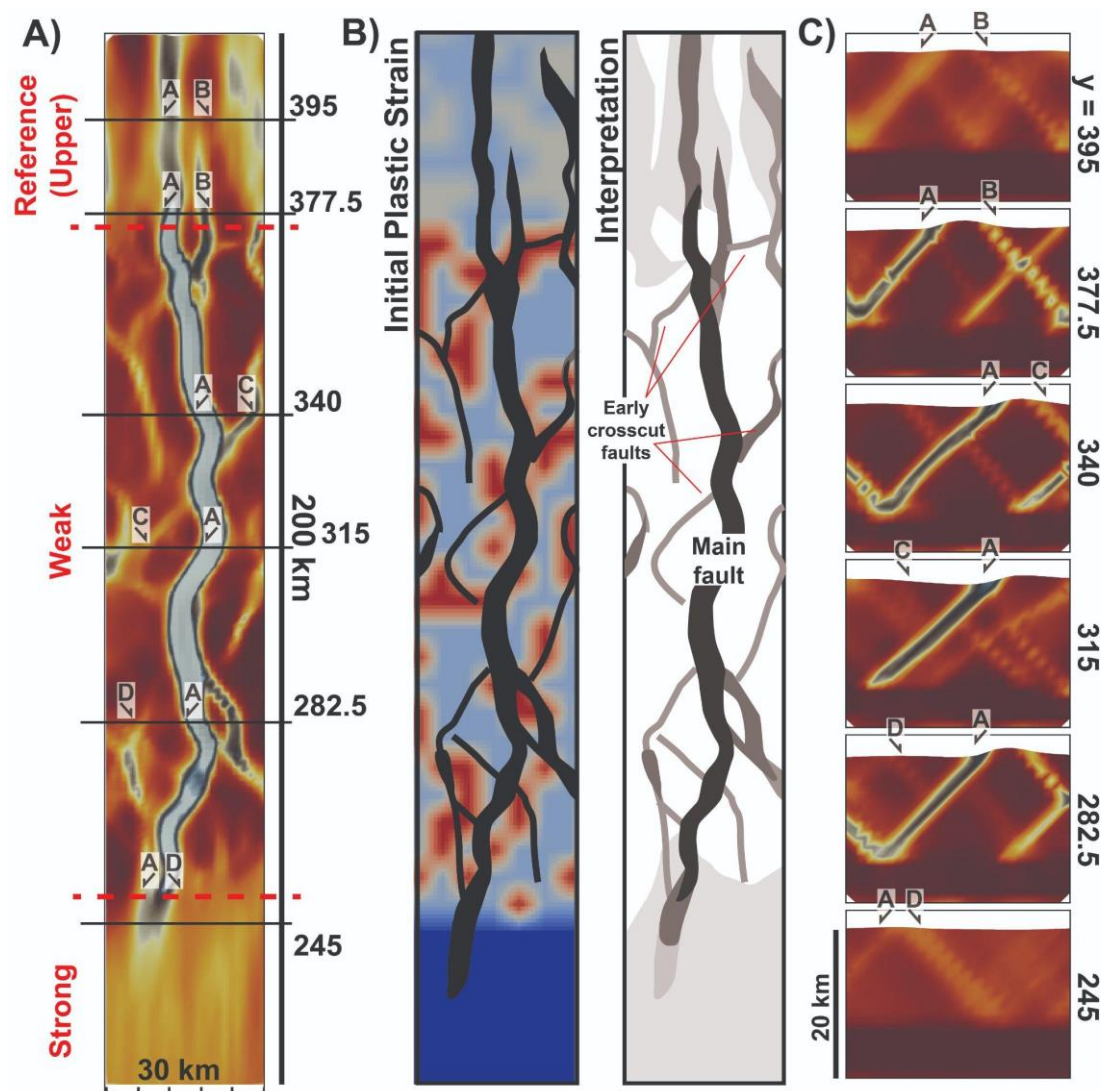 A)
Reference
(Upper)
Weak
Strong
A
B
395
A
B
377.5
A
C
340
C
A
315
200 km
D
A
282.5
A
D
245
30 km
B)
Initial Plastic Strain
Interpretation
Early
crosscut
faults
Main
fault
C)
A
B
y = 395
A
B
377.5
A
C
340
C
A
315
D
A
282.5
A
D
245
20 km